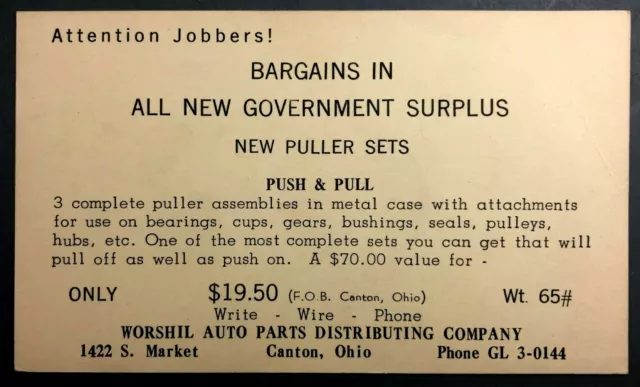 Attention Jobbers!
BARGAINS IN
ALL NEW GOVERNMENT SURPLUS
NEW PULLER SETS
PUSH & PULL
3 complete puller assemblies in metal case with attachments
for use on bearings, cups, gears, bushings, seals, pulleys,
hubs, etc. One of the most complete sets you can get that will
pull off as well as push on. A $70.00 value for -
ONLY $19.50 (F.O.B. Canton, Ohio) Wt. 65#
Write - Wire - Phone
WORSHIL AUTO PARTS DISTRIBUTING COMPANY
1422 S. Market Canton, Ohio Phone GL 3-0144